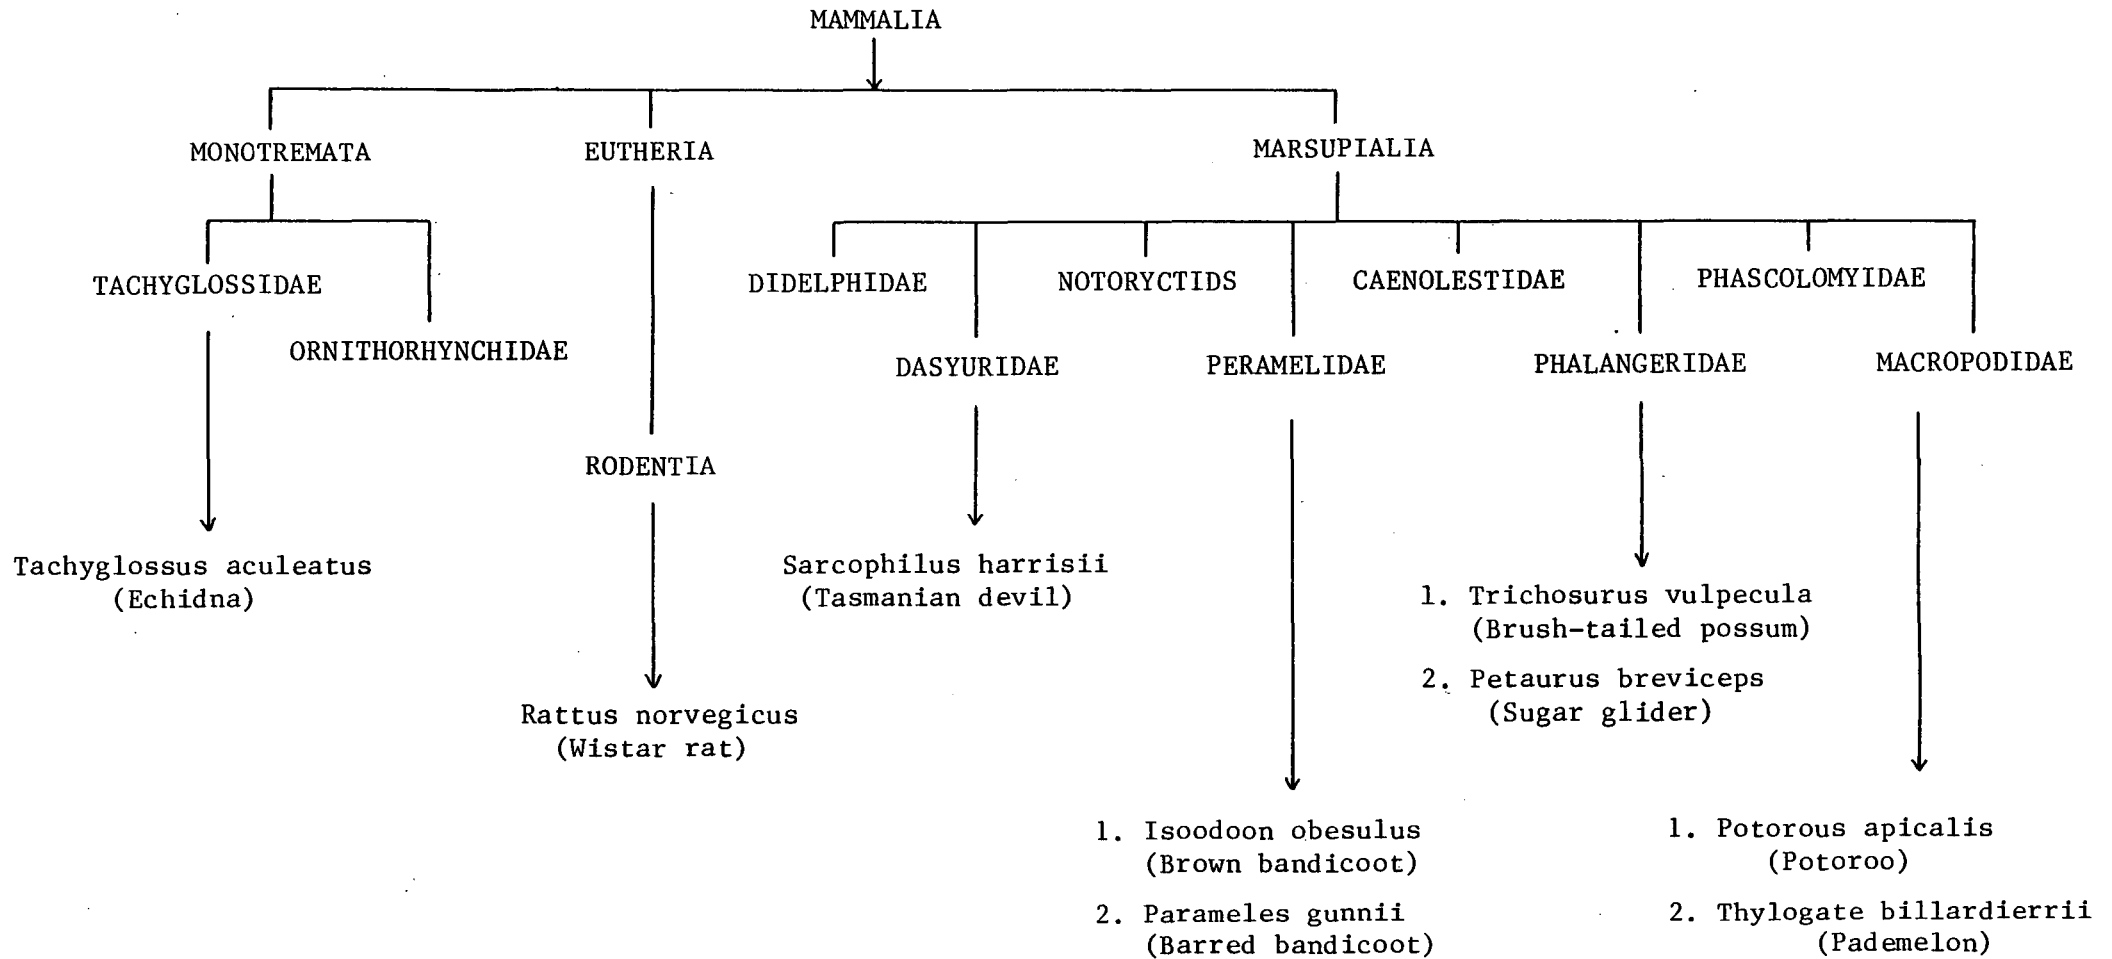 MAMMALIA
MONOTREMATA
EUTHERIA
MARSUPIALIA
TACHYGLOSSIDAE
ORNITHORHYNCHIDAE
DIDELPHIDAE
NOTORYCTIDS
CAENOLESTIDAE
PHASCOLOMYIDAE
DASYURIDAE
PERAMELIDAE
PHALANGERIDAE
MACROPODIDAE
RODENTIA
Tachyglossus aculeatus
(Echidna)
Rattus norvegicus
(Wistar rat)
Sarcophilus harrisii
(Tasmanian devil)
1. Isoodoon obesulus
(Brown bandicoot)
2. Parameles gunnii
(Barred bandicoot)
1. Trichosurus vulpecula
(Brush-tailed possum)
2. Petaurus breviceps
(Sugar glider)
1. Potorous apicalis
(Potoroo)
2. Thylogate billardierrii
(Pademelon)